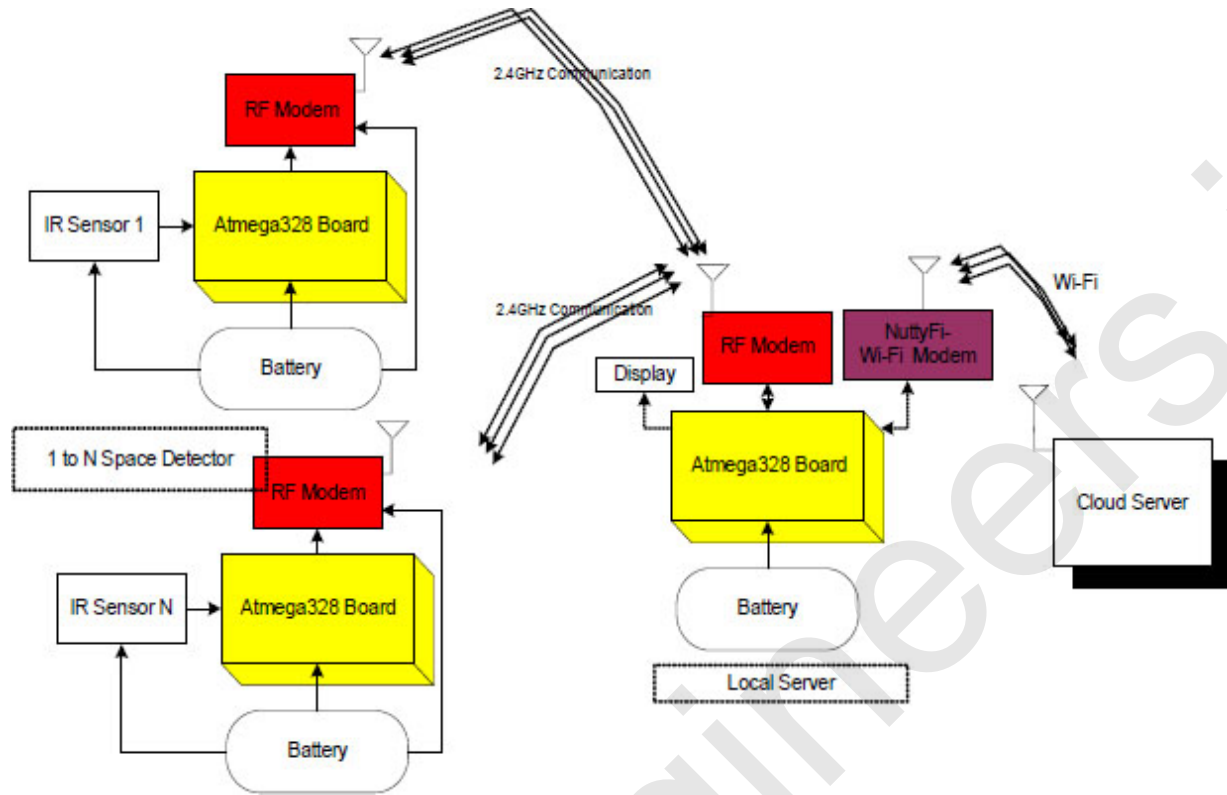 2.4GHz Communication
RF Modem
IR Sensor 1
Atmega328 Board
Battery
2.4GHz Communication
Wi-Fi
RF Modem
NuttyFi-
Wi-Fi Modem
Display
1 to N Space Detector
RF Modem
Atmega328 Board
Cloud Server
IR Sensor N
Atmega328 Board
Battery
Local Server
Battery